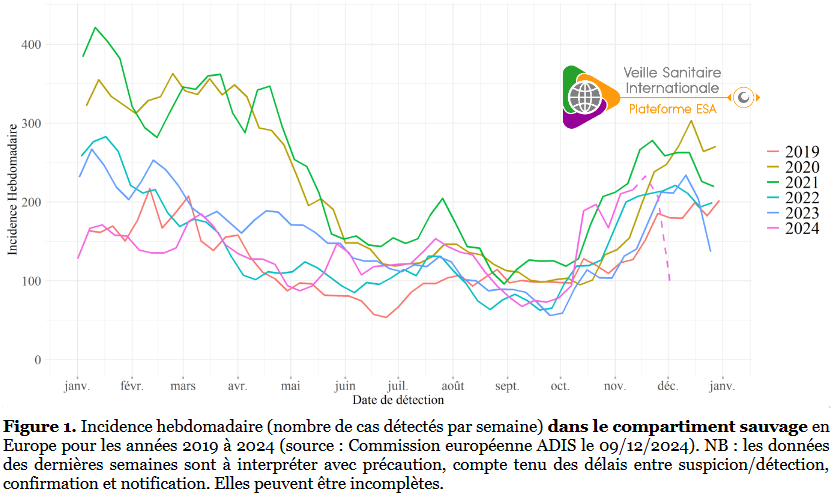 400
300
200
100
0
Incidence Hebdomadaire
janv.
févr.
mars
avr.
mai
juin
juil.
août
sept.
oct.
nov.
déc.
janv.
Date de détection
Veille Sanitaire
Internationale
Plateforme ESA
2019
2020
2021
2022
2023
2024
Figure 1. Incidence hebdomadaire (nombre de cas détectés par semaine) dans le compartiment sauvage en
Europe pour les années 2019 à 2024 (source : Commission européenne ADIS le 09/12/2024). NB : les données
des dernières semaines sont à interpréter avec précaution, compte tenu des délais entre suspicion/détection,
confirmation et notification. Elles peuvent être incomplètes.